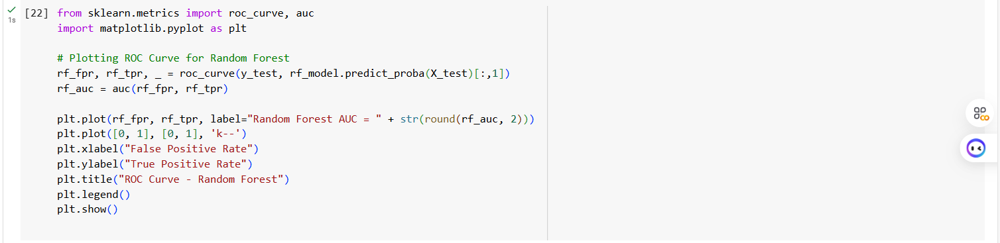 [22] from sklearn.metrics import roc_curve, auc
1s
import matplotlib.pyplot as plt
# Plotting ROC Curve for Random Forest
rf_fpr, rf_tpr, _ = roc_curve(y_test, rf_model.predict_proba(X_test)[:,1])
rf_auc = auc(rf_fpr, rf_tpr)
plt.plot(rf_fpr, rf_tpr, label="Random Forest AUC = " + str(round(rf_auc, 2)))
plt.plot([0, 1], [0, 1], 'k--')
plt.xlabel("False Positive Rate")
plt.ylabel("True Positive Rate")
plt.title("ROC Curve - Random Forest")
plt.legend()
plt.show()